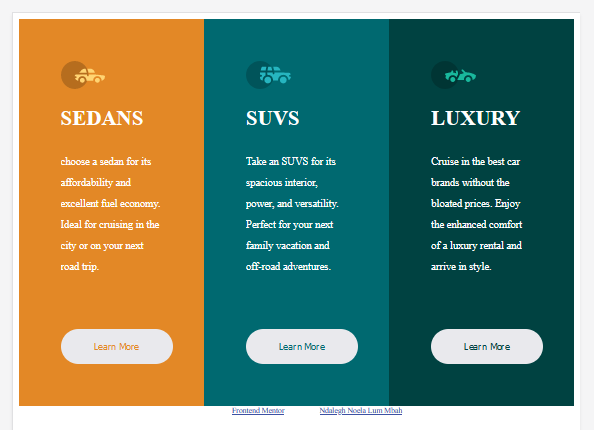 SEDANS
choose a sedan for its
affordability and
excellent fuel economy.
Ideal for cruising in the
city or on your next
road trip.
Learn More
SUVS
Take an SUVS for its
spacious interior,
power, and versatility.
Perfect for your next
family vacation and
off-road adventures.
Learn More
LUXURY
Cruise in the best car
brands without the
bloated prices. Enjoy
the enhanced comfort
of a luxury rental and
arrive in style.
Learn More
Frontend Mentor Ndalegh Noela Lum Mbah